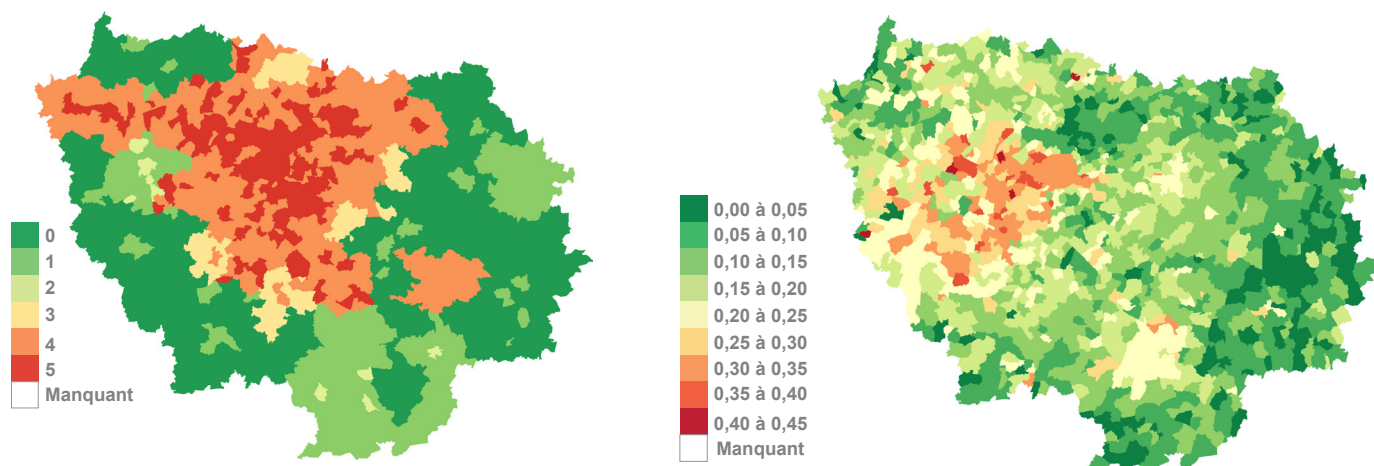 0
1
2
3
4
5
Manquant
0,00 à 0,05
0,05 à 0,10
0,10 à 0,15
0,15 à 0,20
0,20 à 0,25
0,25 à 0,30
0,30 à 0,35
0,35 à 0,40
0,40 à 0,45
Manquant